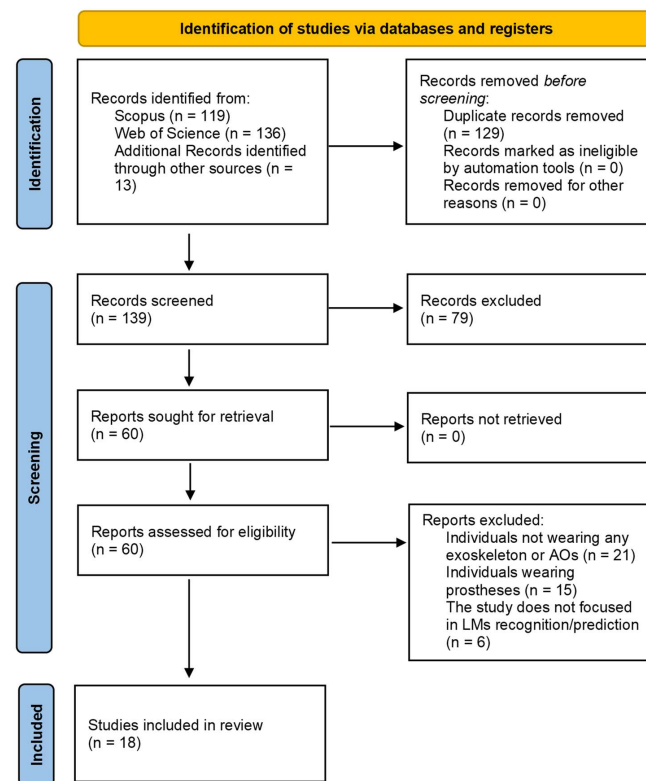 Identification of studies via databases and registers
Identification
Records identified from:
Scopus (n = 119)
Web of Science (n = 136)
Additional Records identified
through other sources (n =
13)
Records removed before
screening:
Duplicate records removed
(n = 129)
Records marked as ineligible
by automation tools (n = 0)
Records removed for other
reasons (n = 0)
Screening
Records screened
(n = 139)
Records excluded
(n = 79)
Reports sought for retrieval
(n = 60)
Reports not retrieved
(n = 0)
Reports assessed for eligibility
(n = 60)
Reports excluded:
Individuals not wearing any
exoskeleton or AOs (n = 21)
Individuals wearing
prostheses (n = 15)
The study does not focused
in LMs recognition/prediction
(n = 6)
Included
Studies included in review
(n = 18)